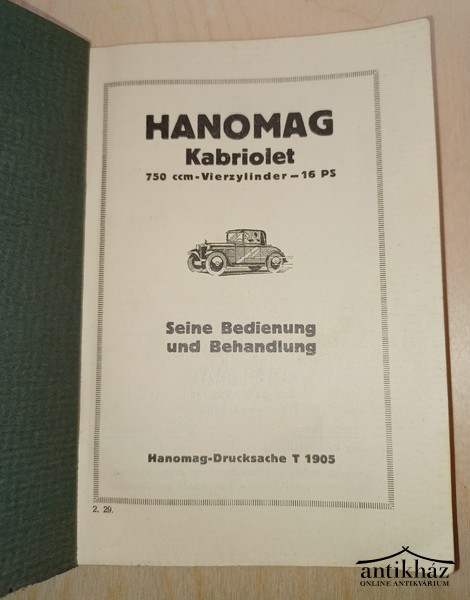 HANOMAG
Kabriolet
750 ccm-Vierzylinder-16 PS
Seine Bedienung
und Behandlung
Hanomag-Drucksache T 1905
2. 29.
antikház
ONLINE ANTIKVÁRIUM